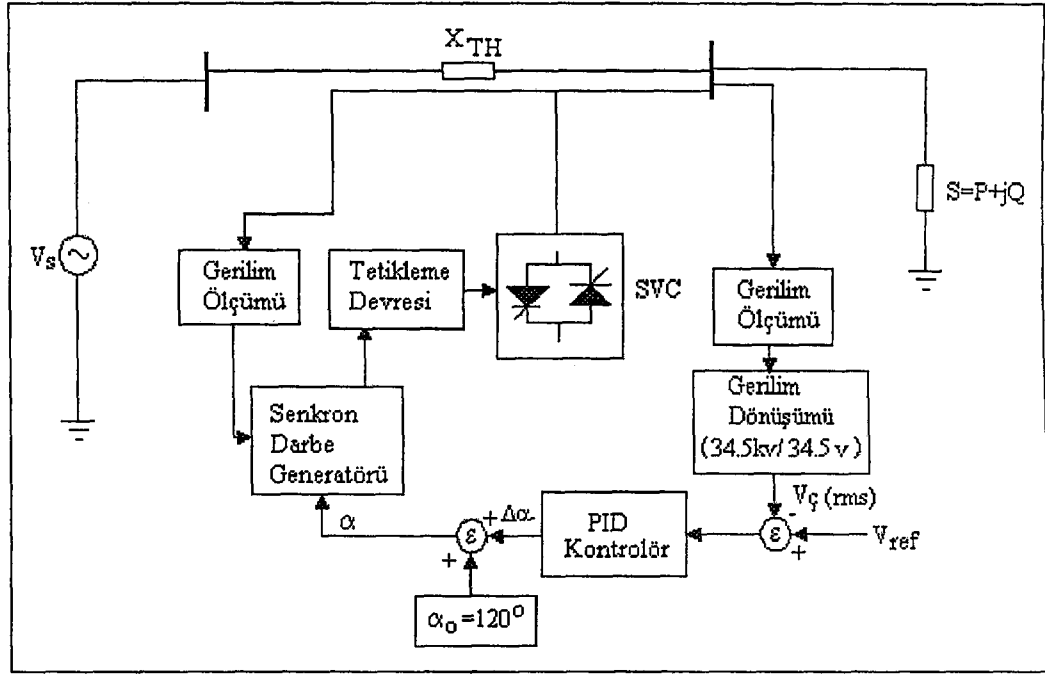 X_TH
S=P+jQ
V_s
Gerilim
Ölçümü
Tetikleme
Devresi
SVC
Gerilim
Ölçümü
Senkron
Darbe
Generatörü
Gerilim
Dönüşümü
(34.5kv/34.5v)
V_ç (rms)
α
+
Δα
+
ε
PID
Kontrolör
-
ε
+
V_ref
α_o=120°